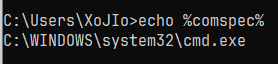 C:\Users\XoJIo>echo %comspec%
C:\WINDOWS\system32\cmd.exe